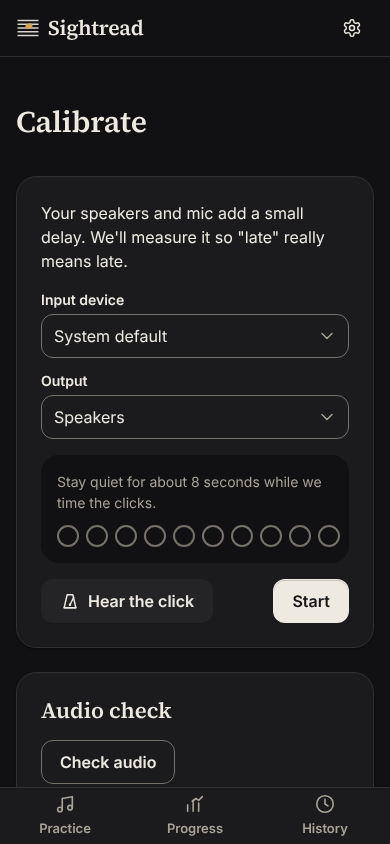 Sightread
Calibrate
Your speakers and mic add a small
delay. We'll measure it so "late" really
means late.
Input device
System default
Output
Speakers
Stay quiet for about 8 seconds while we
time the clicks.
Hear the click
Start
Audio check
Check audio
Practice
Progress
History